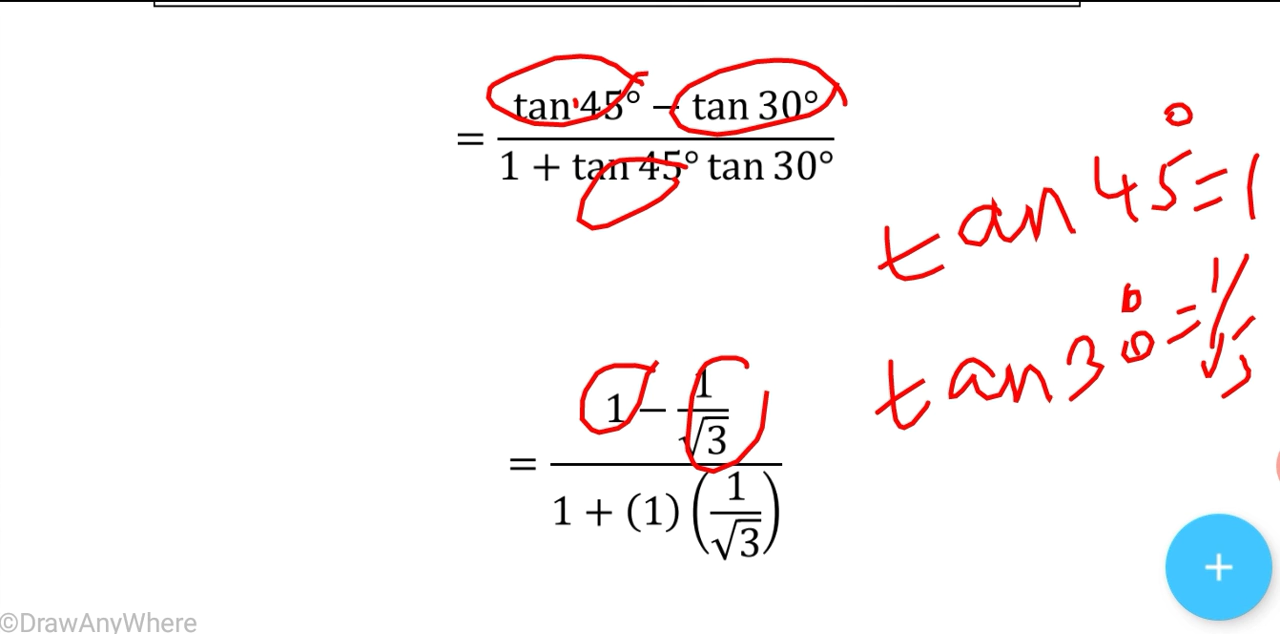 = (tan 45° − tan 30°) / (1 + tan 45° tan 30°)
tan 45° = 1
tan 30° = 1/√3
= (1 − 1/√3) / (1 + (1)(1/√3))
+
©DrawAnyWhere